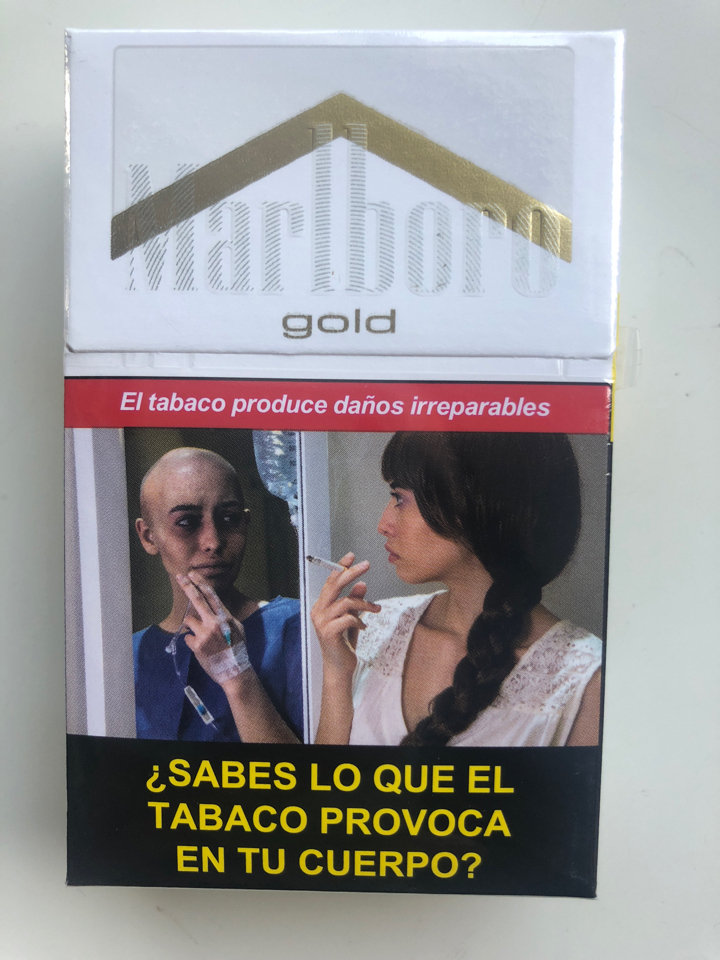 Marlboro
gold
El tabaco produce daños irreparables
¿SABES LO QUE EL
TABACO PROVOCA
EN TU CUERPO?